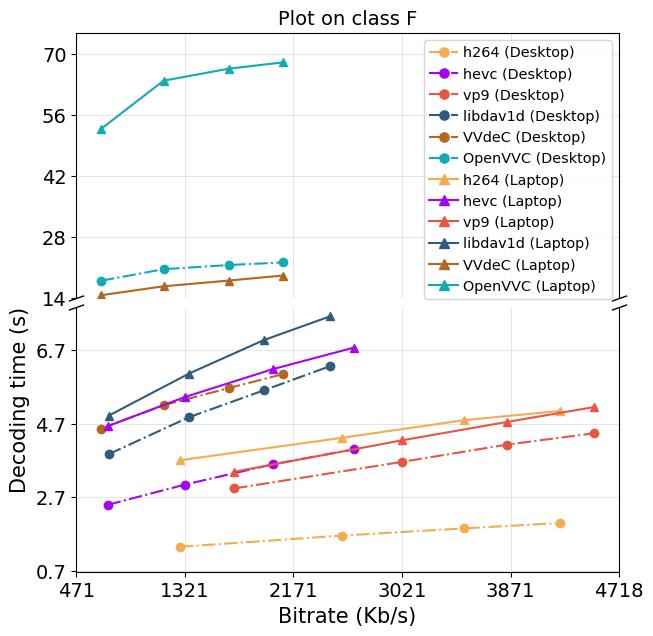 Plot on class F
70
56
42
28
14
6.7
4.7
2.7
0.7
Decoding time (s)
h264 (Desktop)
hevc (Desktop)
vp9 (Desktop)
libdav1d (Desktop)
VVdeC (Desktop)
OpenVVC (Desktop)
h264 (Laptop)
hevc (Laptop)
vp9 (Laptop)
libdav1d (Laptop)
VVdeC (Laptop)
OpenVVC (Laptop)
471 1321 2171 3021 3871 4718
Bitrate (Kb/s)